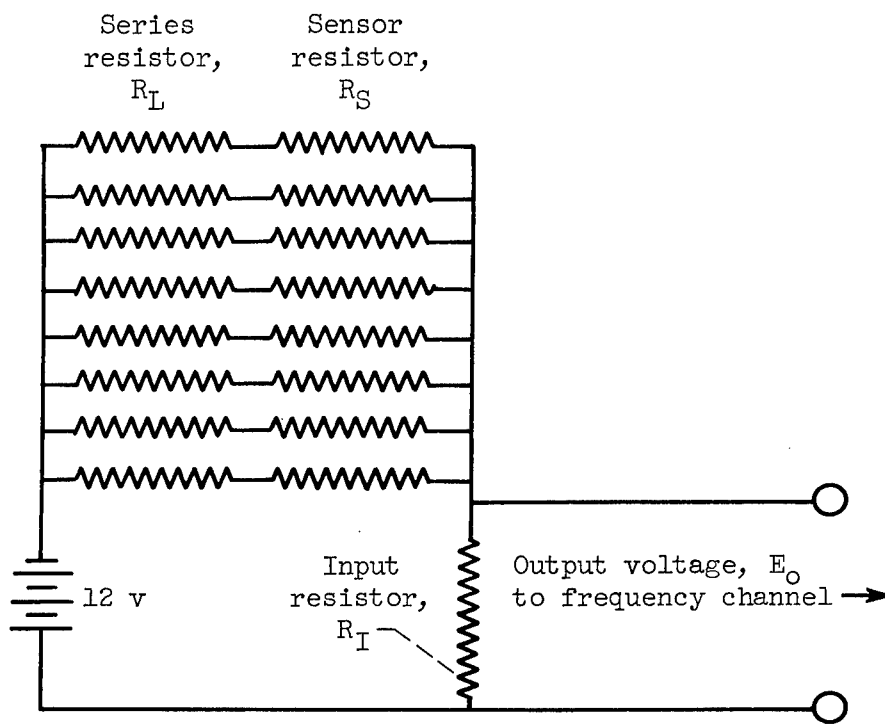 Series
resistor,
R_L
Sensor
resistor,
R_S
12 v
Input
resistor,
R_I
Output voltage, E_o
to frequency channel